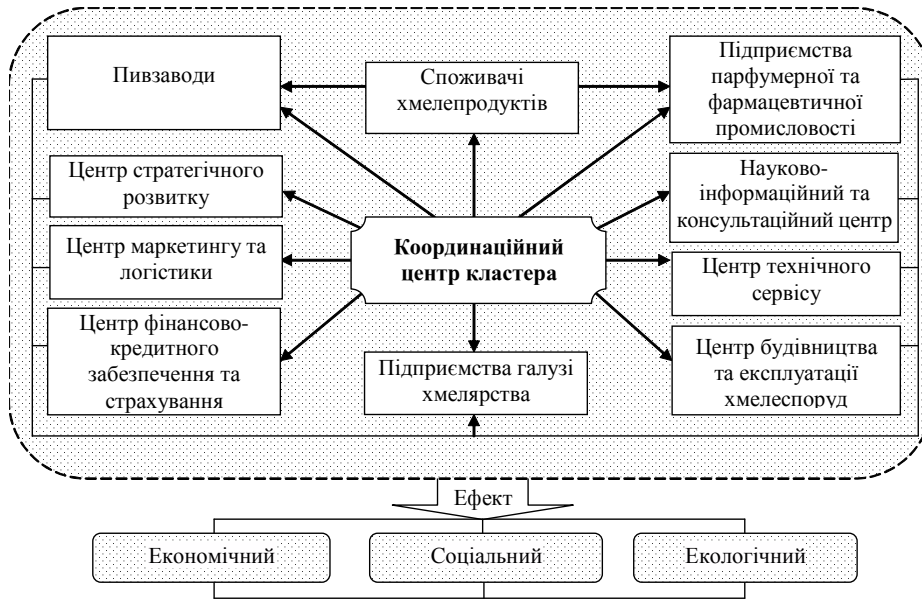 Пивзаводи
Споживачі
хмелепродуктів
Підприємства
парфумерної та
фармацевтичної
промисловості
Центр стратегічного
розвитку
Науково-
інформаційний та
консультаційний центр
Координаційний
центр кластера
Центр маркетингу та
логістики
Центр технічного
сервісу
Центр фінансово-
кредитного
забезпечення та
страхування
Підприємства галузі
хмелярства
Центр будівництва
та експлуатації
хмелеспоруд
Ефект
Економічний
Соціальний
Екологічний